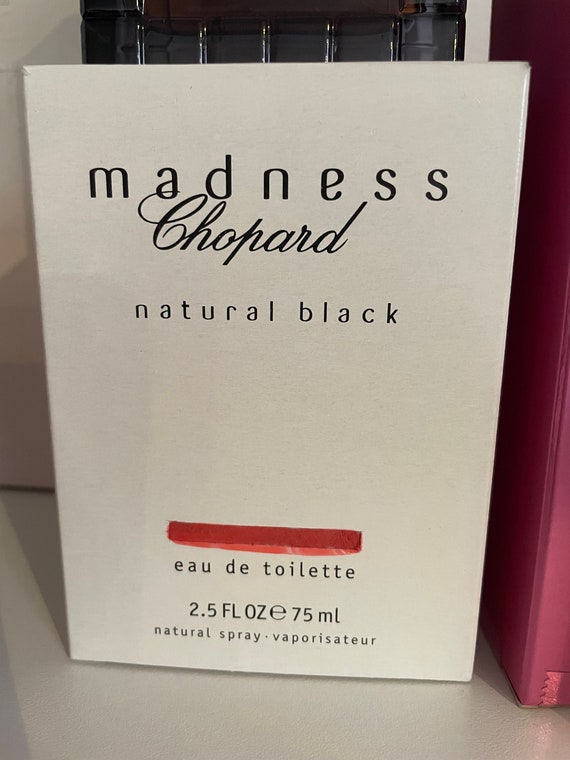 madness
Chopard
natural black
eau de toilette
2.5 FL OZ ℮ 75 ml
natural spray · vaporisateur